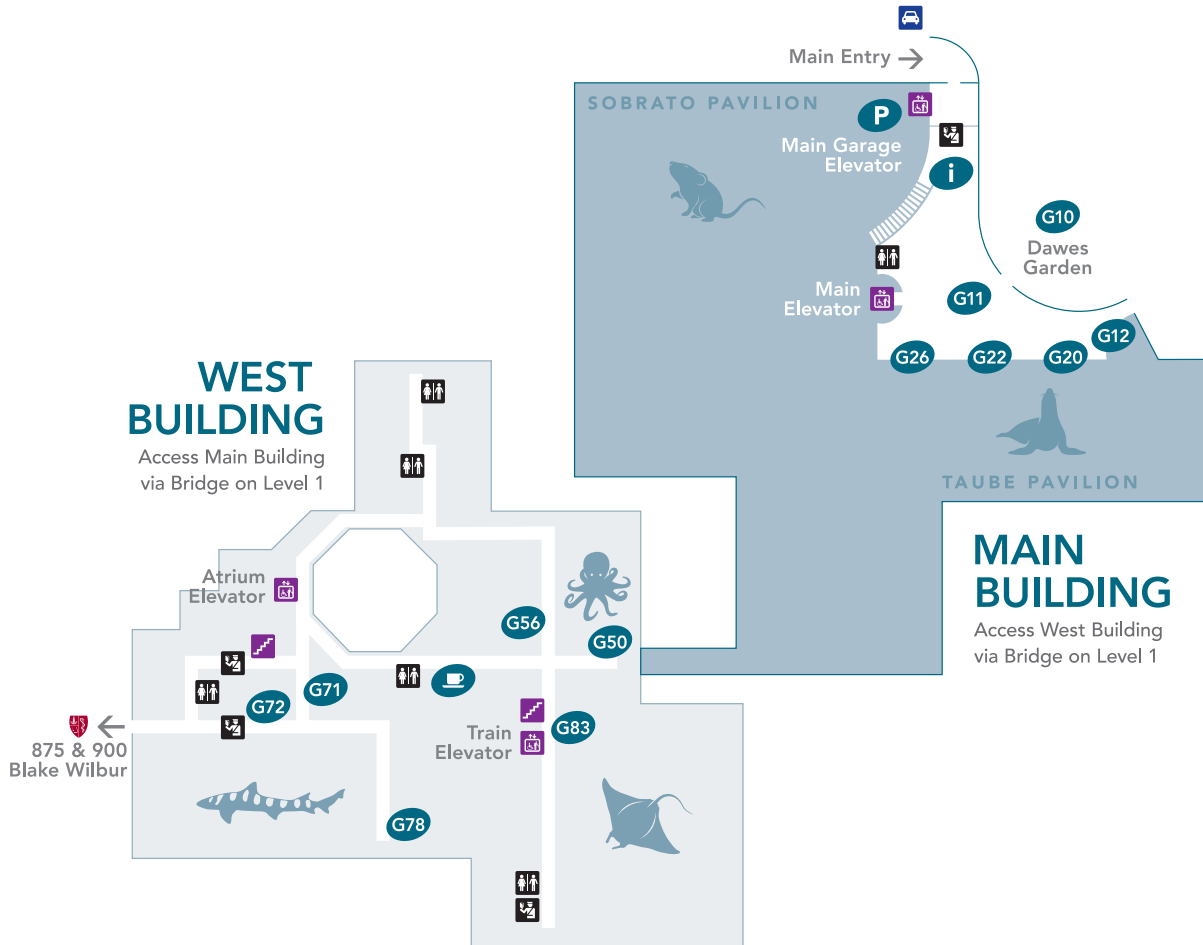 Main Entry
SOBRATO PAVILION
P
Main Garage
Elevator
i
G10
Dawes
Garden
Main
Elevator
G11
G12
G26
G22
G20
TAUBE PAVILION
MAIN
BUILDING
Access West Building
via Bridge on Level 1
WEST
BUILDING
Access Main Building
via Bridge on Level 1
Atrium
Elevator
G56
G50
G71
G72
875 & 900
Blake Wilbur
Train
Elevator
G83
G78